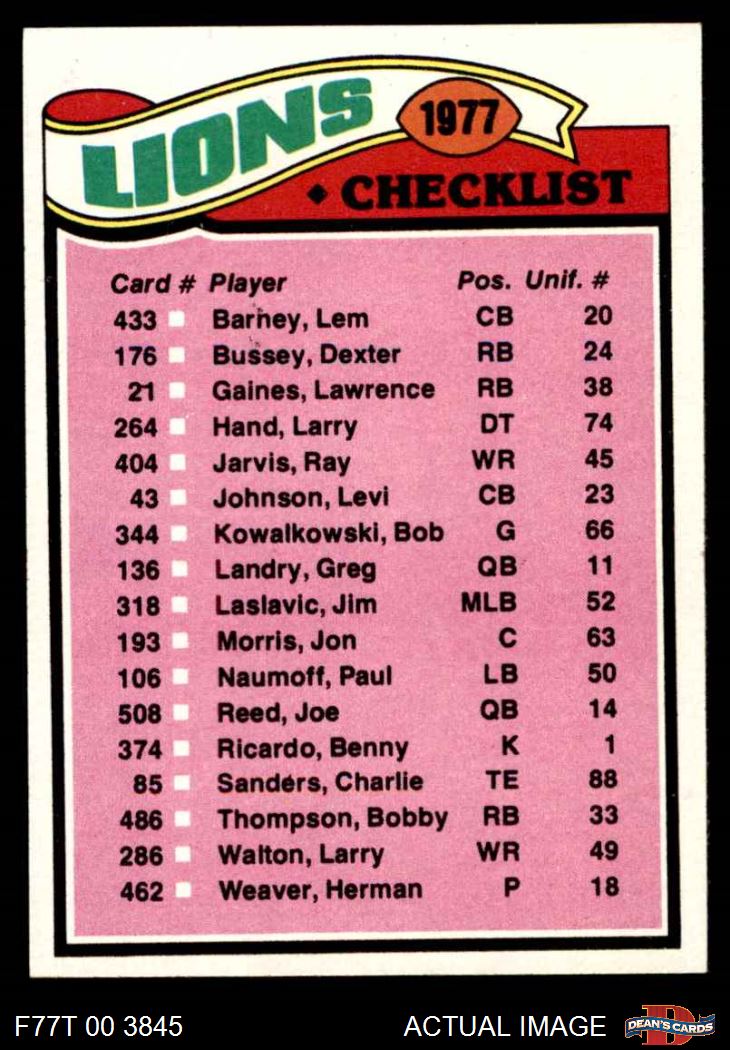 LIONS
1977
◆ CHECKLIST
Card # Player Pos. Unif. #
433 Barney, Lem CB 20
176 Bussey, Dexter RB 24
21 Gaines, Lawrence RB 38
264 Hand, Larry DT 74
404 Jarvis, Ray WR 45
43 Johnson, Levi CB 23
344 Kowalkowski, Bob G 66
136 Landry, Greg QB 11
318 Laslavic, Jim MLB 52
193 Morris, Jon C 63
106 Naumoff, Paul LB 50
508 Reed, Joe QB 14
374 Ricardo, Benny K 1
85 Sanders, Charlie TE 88
486 Thompson, Bobby RB 33
286 Walton, Larry WR 49
462 Weaver, Herman P 18
F77T 00 3845 ACTUAL IMAGE D DEAN'S CARDS